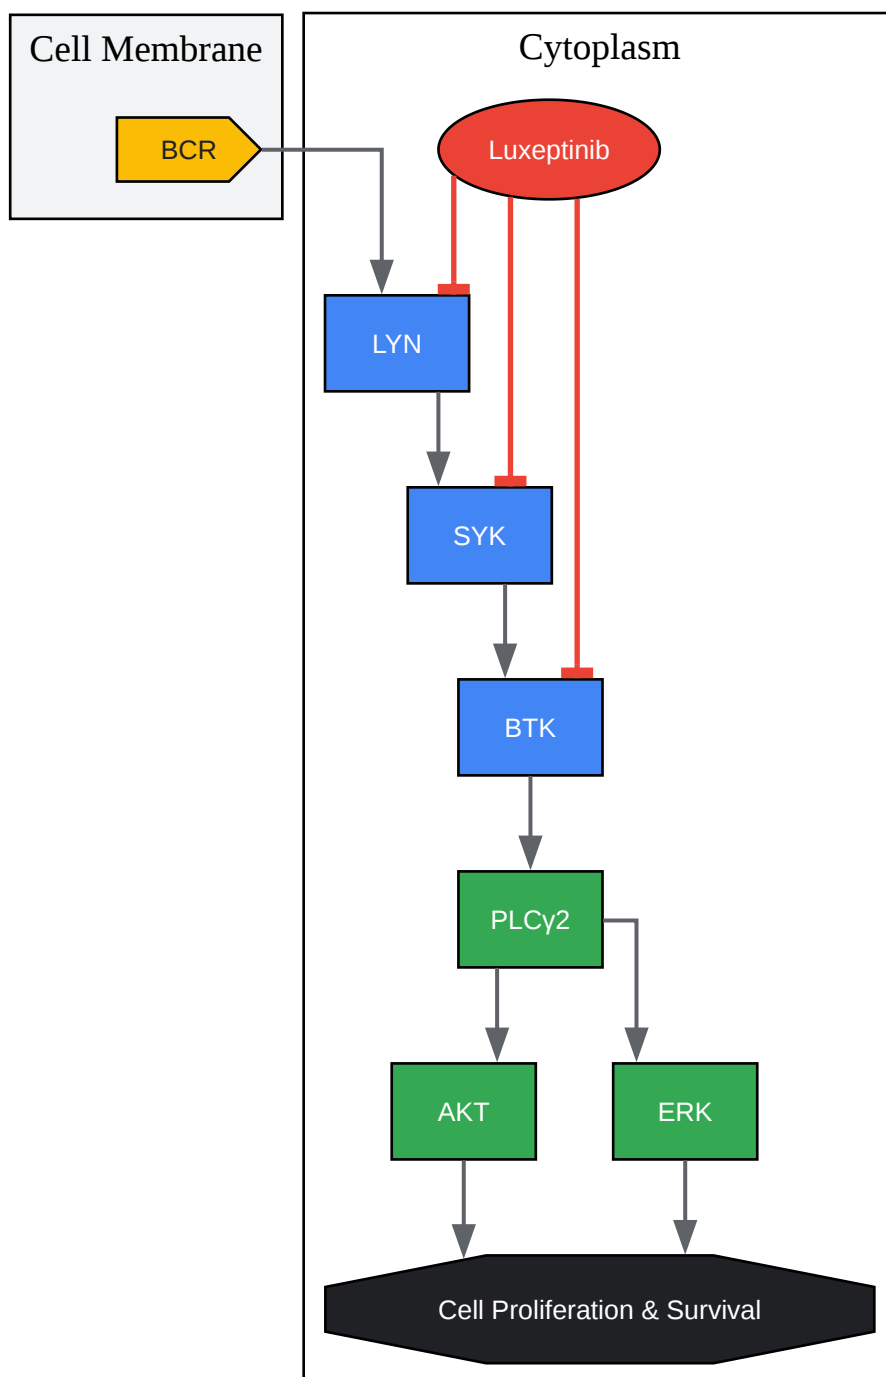 Cell Membrane
Cytoplasm
BCR
Luxeptinib
LYN
SYK
BTK
PLCγ2
AKT
ERK
Cell Proliferation & Survival